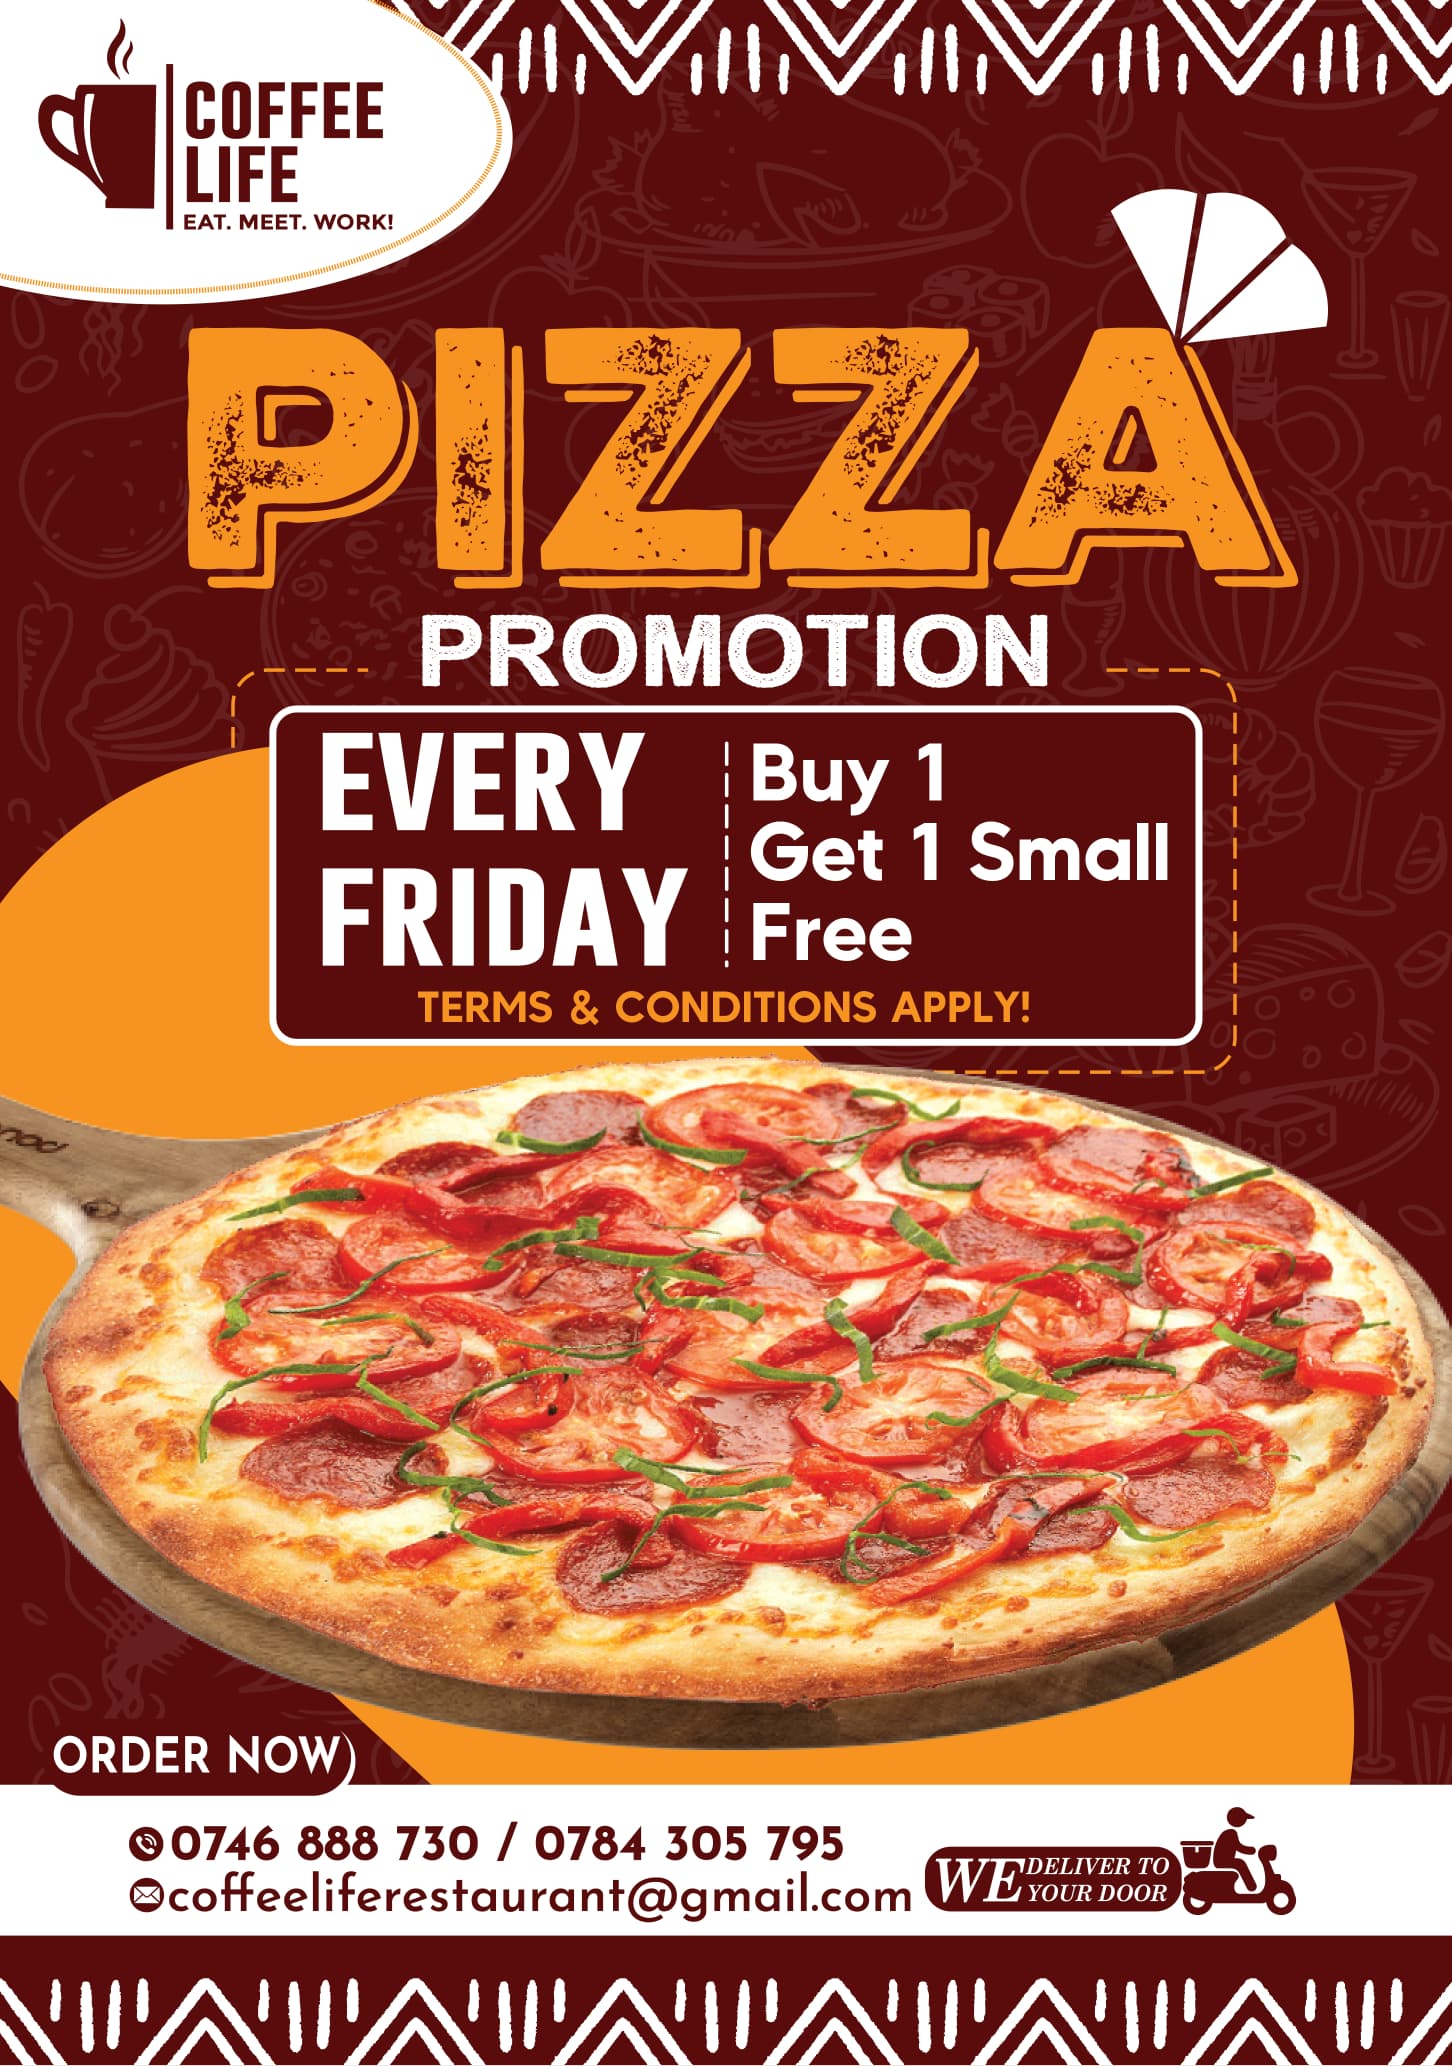 COFFEE
LIFE
EAT. MEET. WORK!
PIZZA
PROMOTION
EVERY
FRIDAY
Buy 1
Get 1 Small
Free
TERMS & CONDITIONS APPLY!
ORDER NOW
0746 888 730 / 0784 305 795
coffeeliferestaurant@gmail.com
WE DELIVER TO
YOUR DOOR